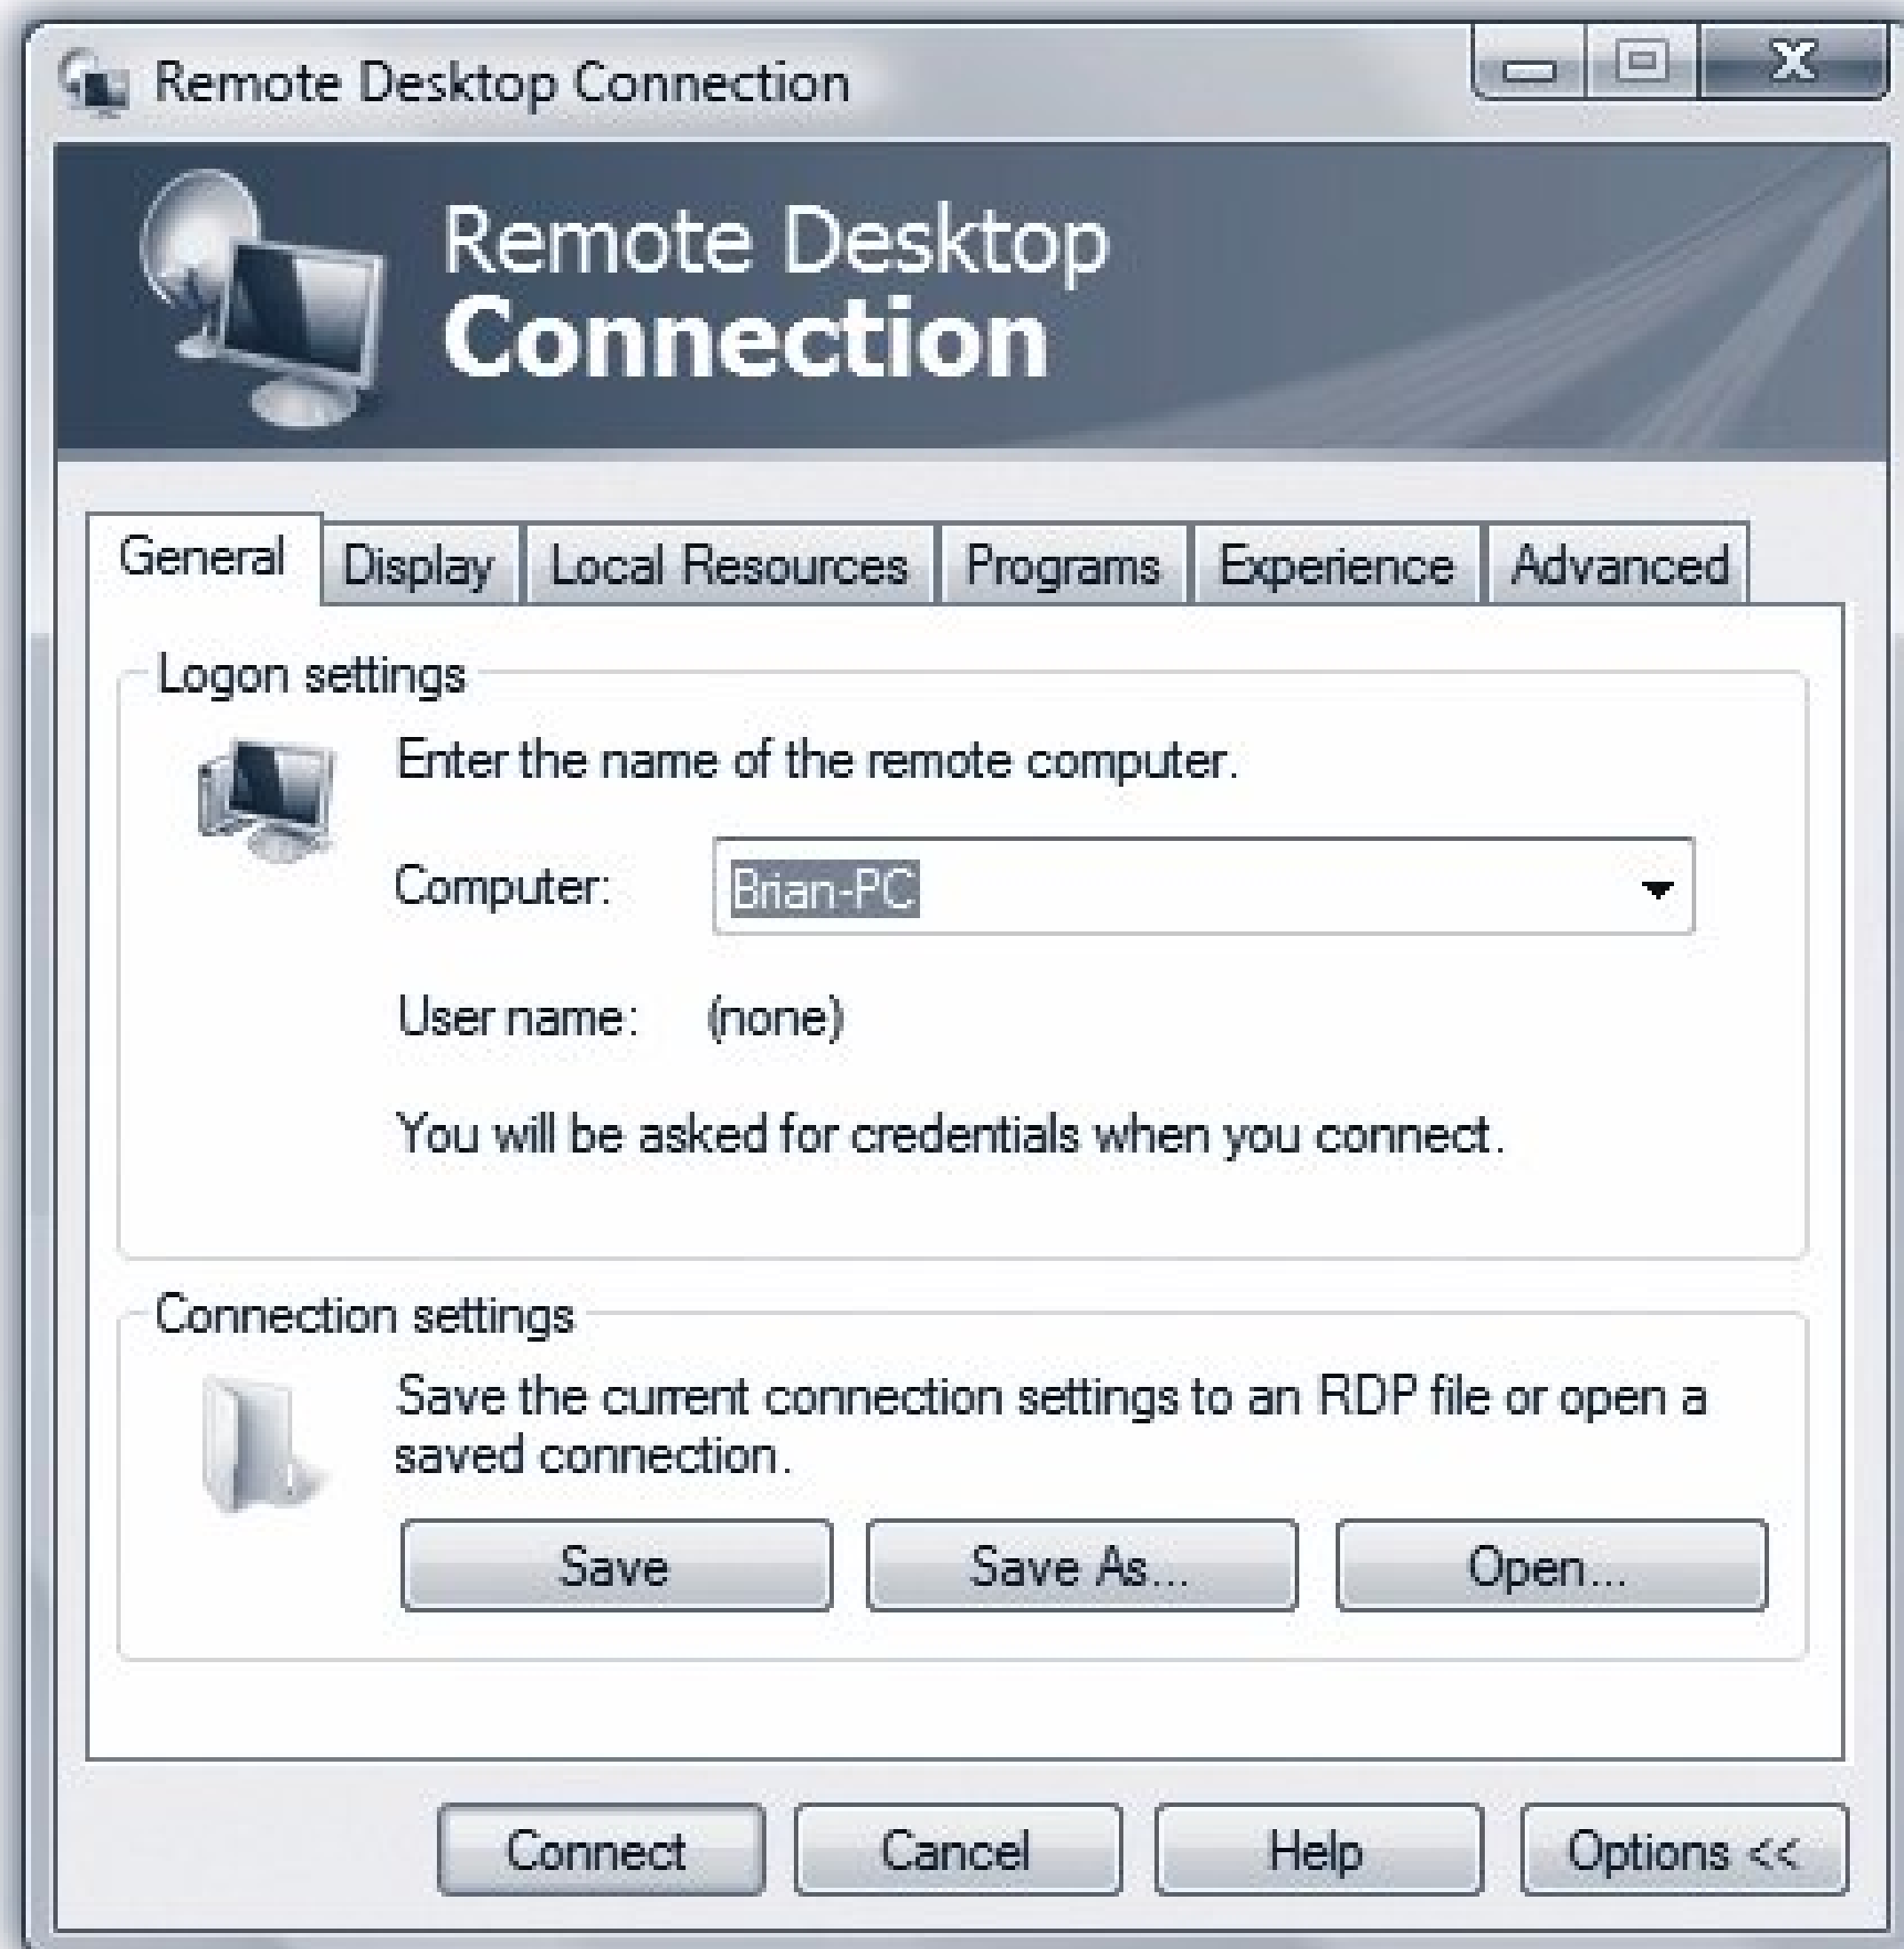 Remote Desktop Connection
Remote Desktop
Connection
General Display Local Resources Programs Experience Advanced
Logon settings
Enter the name of the remote computer.
Computer: Brian-PC
User name: (none)
You will be asked for credentials when you connect.
Connection settings
Save the current connection settings to an RDP file or open a
saved connection.
Save Save As... Open...
Connect Cancel Help Options <<